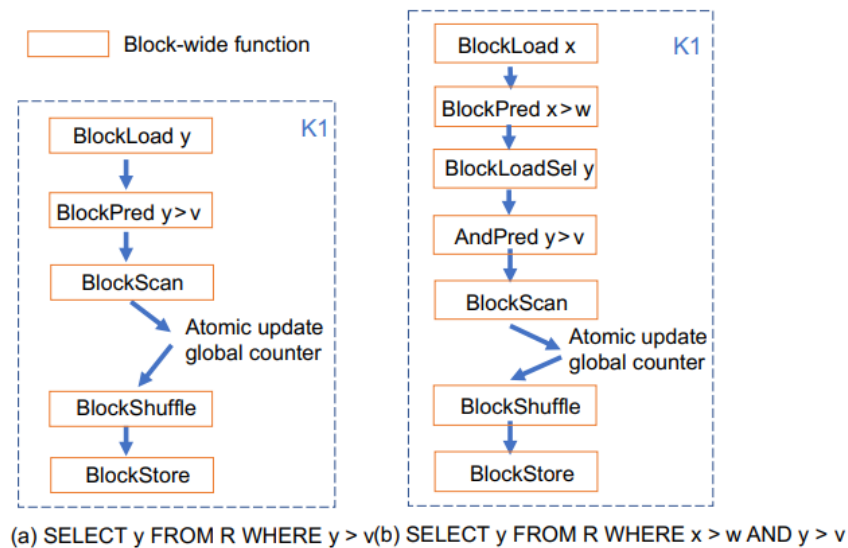 Block-wide function
K1
BlockLoad y
BlockPred y > v
BlockScan
Atomic update
global counter
BlockShuffle
BlockStore
(a) SELECT y FROM R WHERE y > v
K1
BlockLoad x
BlockPred x > w
BlockLoadSel y
AndPred y > v
BlockScan
Atomic update
global counter
BlockShuffle
BlockStore
(b) SELECT y FROM R WHERE x > w AND y > v